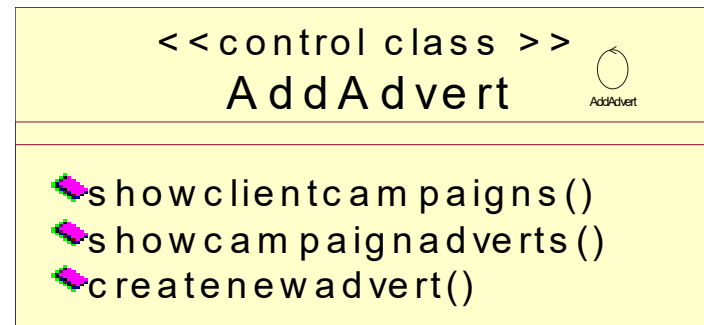 <<control class >>
AddAdvert
AddAdvert
showclientcampaigns()
showcampaignadverts()
createnewadvert()